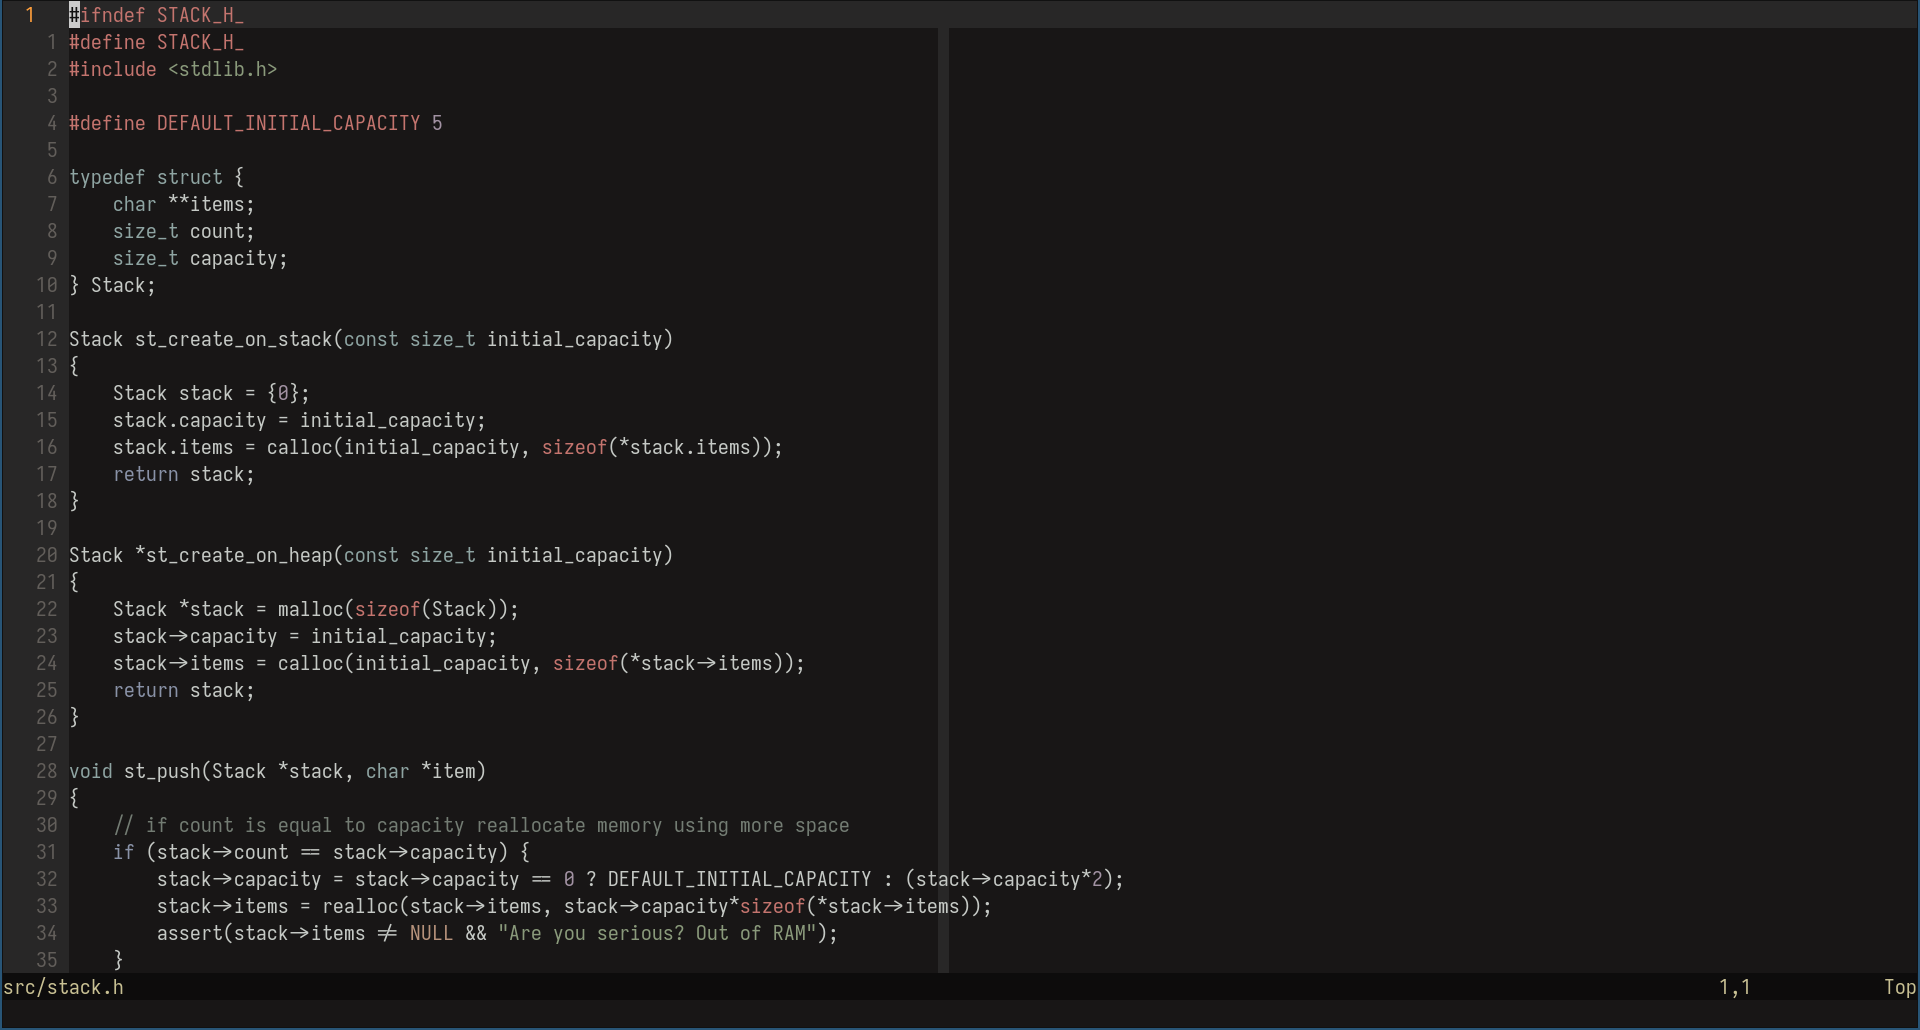 1 #ifndef STACK_H_
1 #define STACK_H_
2 #include <stdlib.h>
3
4 #define DEFAULT_INITIAL_CAPACITY 5
5
6 typedef struct {
7     char **items;
8     size_t count;
9     size_t capacity;
10 } Stack;
11
12 Stack st_create_on_stack(const size_t initial_capacity)
13 {
14     Stack stack = {0};
15     stack.capacity = initial_capacity;
16     stack.items = calloc(initial_capacity, sizeof(*stack.items));
17     return stack;
18 }
19
20 Stack *st_create_on_heap(const size_t initial_capacity)
21 {
22     Stack *stack = malloc(sizeof(Stack));
23     stack->capacity = initial_capacity;
24     stack->items = calloc(initial_capacity, sizeof(*stack->items));
25     return stack;
26 }
27
28 void st_push(Stack *stack, char *item)
29 {
30     // if count is equal to capacity reallocate memory using more space
31     if (stack->count == stack->capacity) {
32         stack->capacity = stack->capacity == 0 ? DEFAULT_INITIAL_CAPACITY : (stack->capacity*2);
33         stack->items = realloc(stack->items, stack->capacity*sizeof(*stack->items));
34         assert(stack->items != NULL && "Are you serious? Out of RAM");
35     }
src/stack.h 1,1 Top